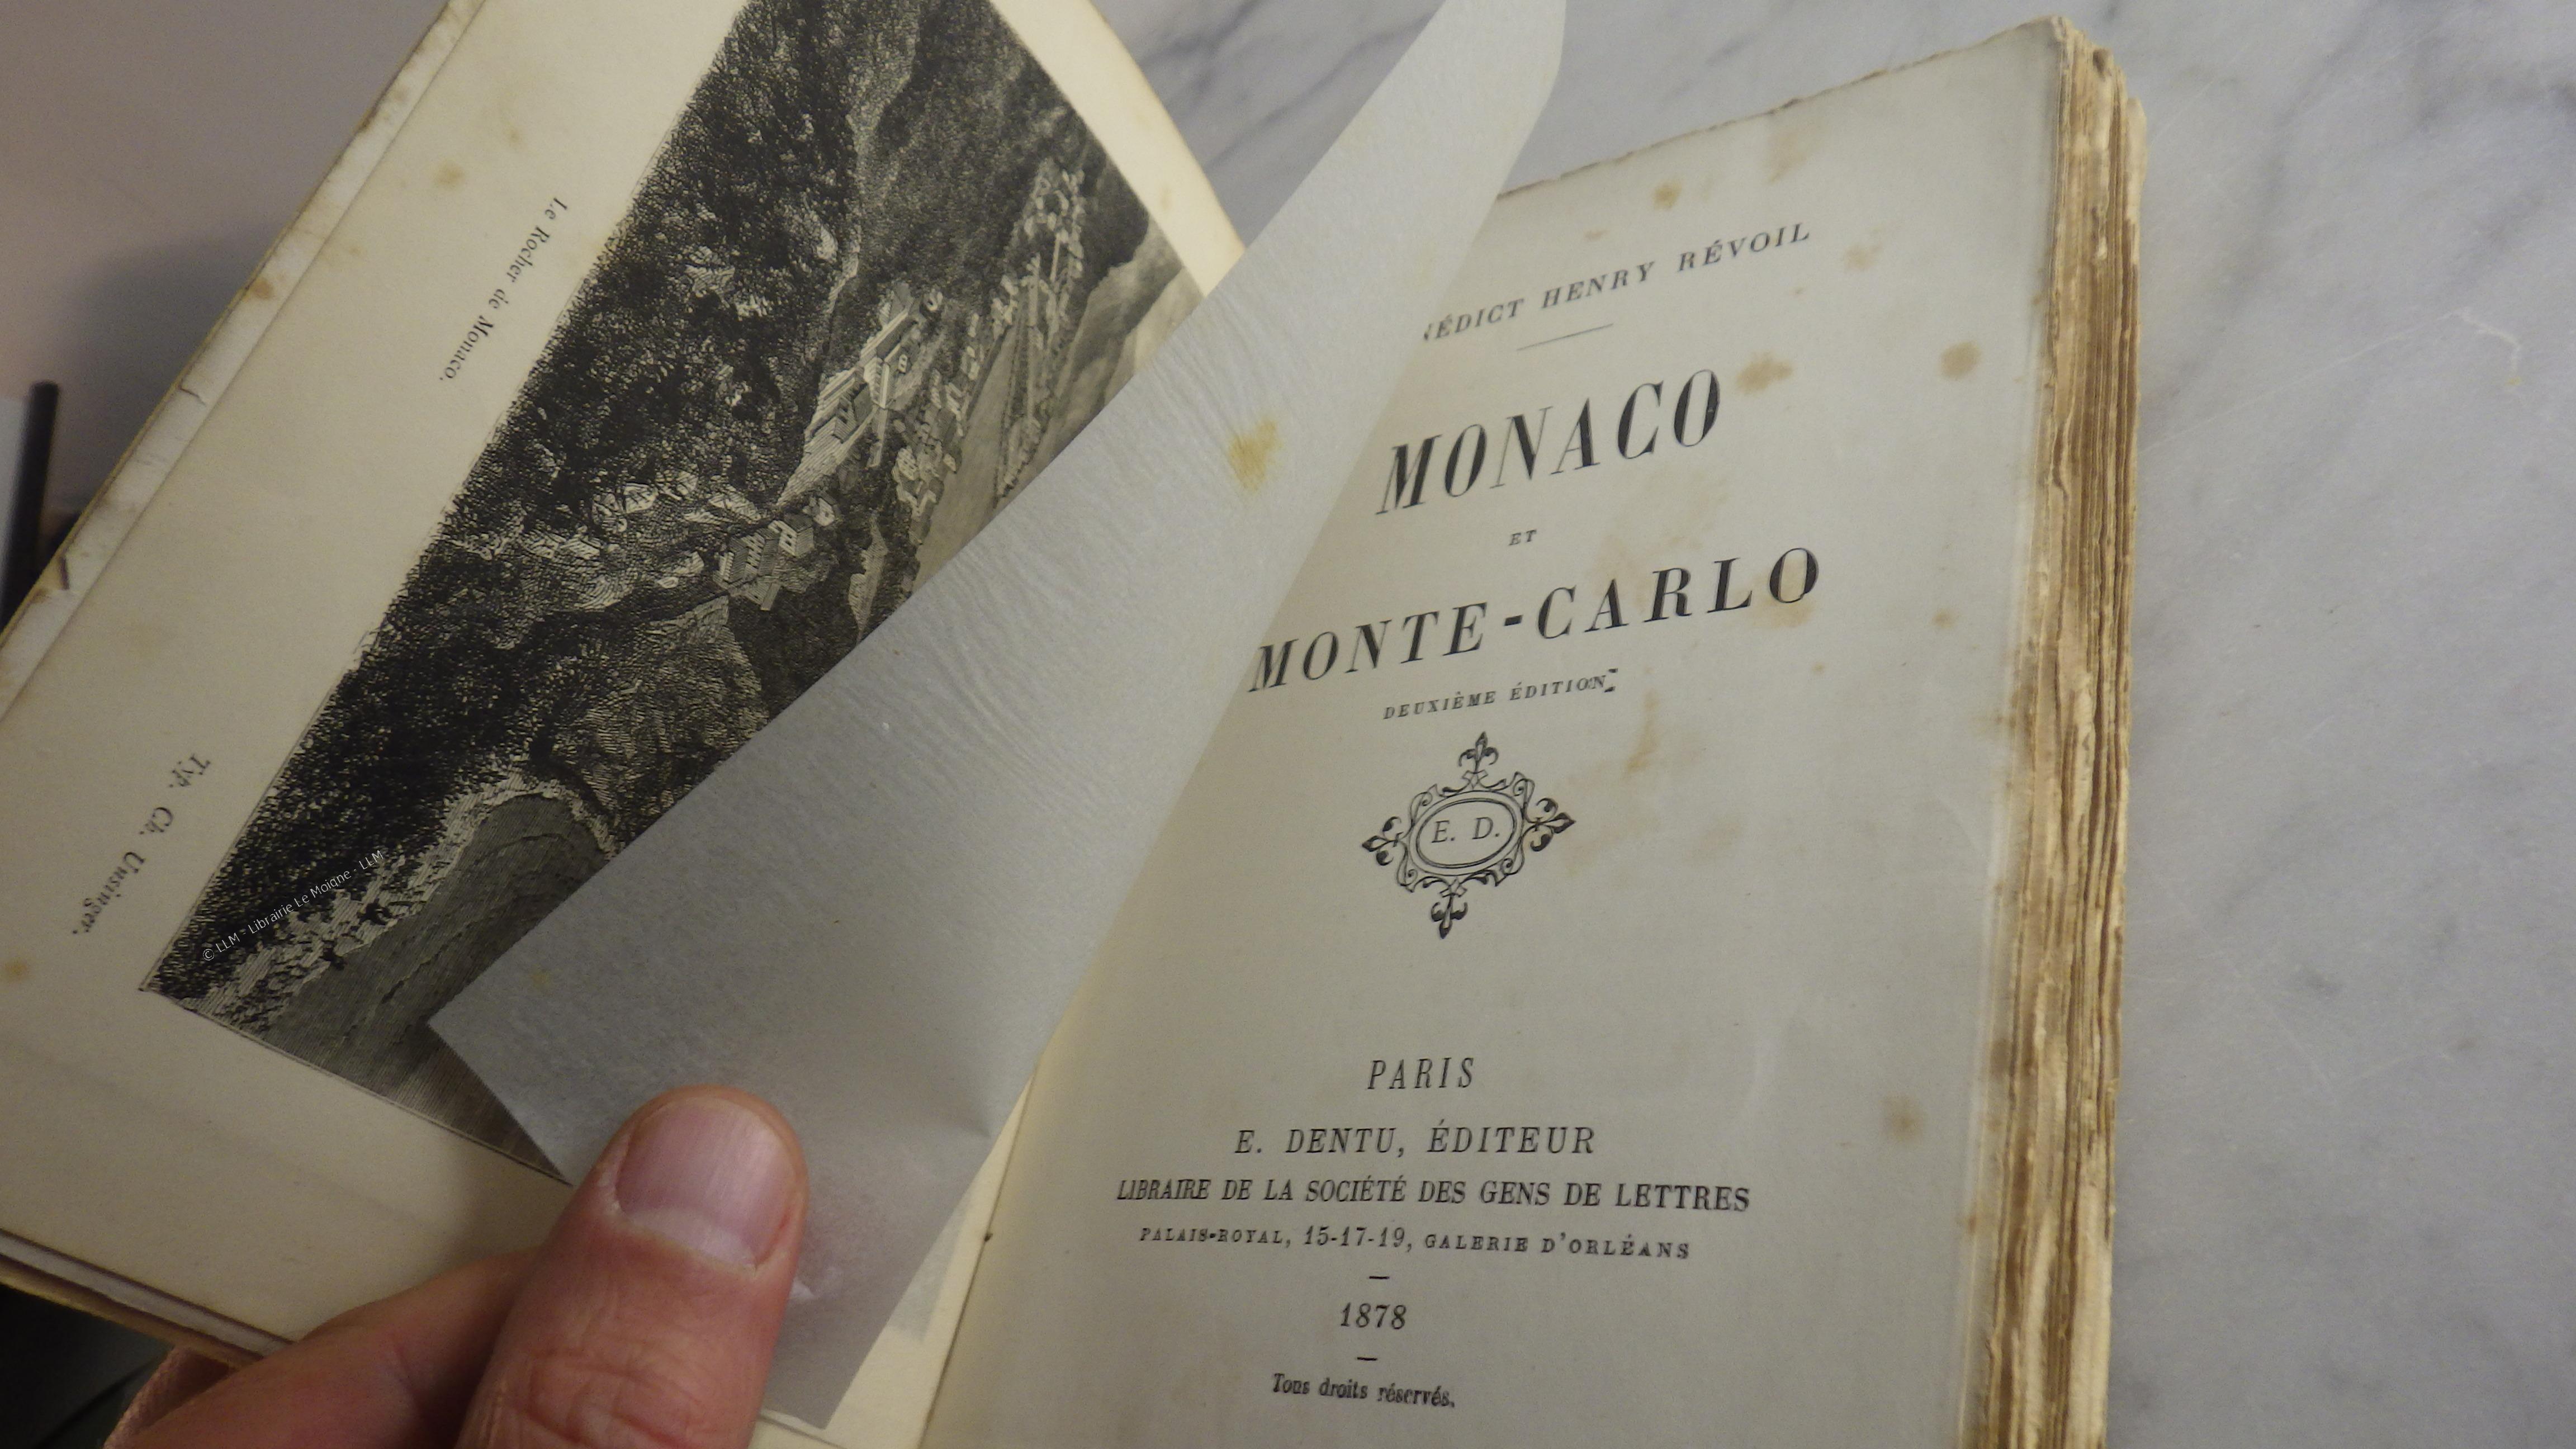 Le Rocher de Monaco.
Typ. Ch. Unsinger.
© LLM - Librairie Le Moigne - LLM
NÉDICT HENRY RÉVOIL
MONACO
ET
MONTE-CARLO
DEUXIÈME ÉDITION
E. D.
PARIS
E. DENTU, ÉDITEUR
LIBRAIRE DE LA SOCIÉTÉ DES GENS DE LETTRES
PALAIS-ROYAL, 15-17-19, GALERIE D'ORLÉANS
1878
Tous droits réservés.